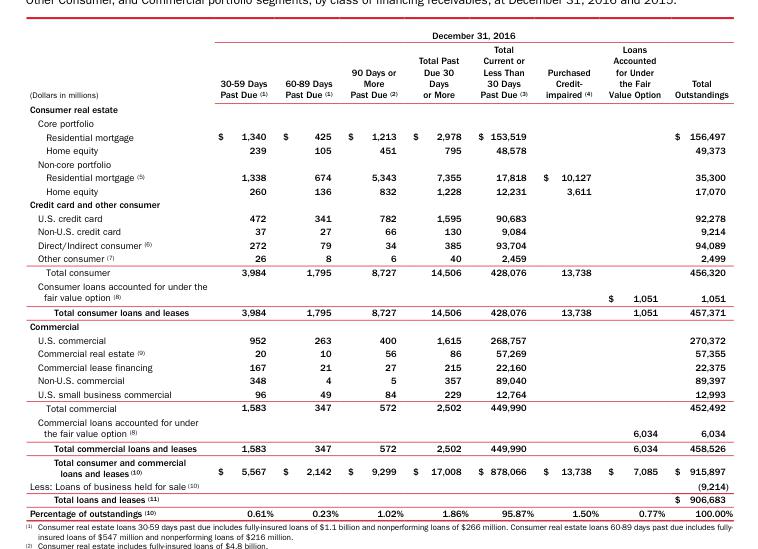 Other Consumer, and Commercial portfolio segments, by class of financing receivables, at December 31, 2016 and 2015.
December 31, 2016
(Dollars in millions) 30-59 Days Past Due (1) 60-89 Days Past Due (1) 90 Days or More Past Due (2) Total Past Due 30 Days or More Total Current or Less Than 30 Days Past Due (3) Purchased Credit-impaired (4) Loans Accounted for Under the Fair Value Option Total Outstandings
Consumer real estate
Core portfolio
Residential mortgage $ 1,340 $ 425 $ 1,213 $ 2,978 $ 153,519 $ 156,497
Home equity 239 105 451 795 48,578 49,373
Non-core portfolio
Residential mortgage (5) 1,338 674 5,343 7,355 17,818 $ 10,127 35,300
Home equity 260 136 832 1,228 12,231 3,611 17,070
Credit card and other consumer
U.S. credit card 472 341 782 1,595 90,683 92,278
Non-U.S. credit card 37 27 66 130 9,084 9,214
Direct/Indirect consumer (6) 272 79 34 385 93,704 94,089
Other consumer (7) 26 8 6 40 2,459 2,499
Total consumer 3,984 1,795 8,727 14,506 428,076 13,738 456,320
Consumer loans accounted for under the
fair value option (8) $ 1,051 1,051
Total consumer loans and leases 3,984 1,795 8,727 14,506 428,076 13,738 1,051 457,371
Commercial
U.S. commercial 952 263 400 1,615 268,757 270,372
Commercial real estate (9) 20 10 56 86 57,269 57,355
Commercial lease financing 167 21 27 215 22,160 22,375
Non-U.S. commercial 348 4 5 357 89,040 89,397
U.S. small business commercial 96 49 84 229 12,764 12,993
Total commercial 1,583 347 572 2,502 449,990 452,492
Commercial loans accounted for under
the fair value option (8) 6,034 6,034
Total commercial loans and leases 1,583 347 572 2,502 449,990 6,034 458,526
Total consumer and commercial
loans and leases (10) $ 5,567 $ 2,142 $ 9,299 $ 17,008 $ 878,066 $ 13,738 $ 7,085 $ 915,897
Less: Loans of business held for sale (10) (9,214)
Total loans and leases (11) $ 906,683
Percentage of outstandings (10) 0.61% 0.23% 1.02% 1.86% 95.87% 1.50% 0.77% 100.00%
(1) Consumer real estate loans 30-59 days past due includes fully-insured loans of $1.1 billion and nonperforming loans of $266 million. Consumer real estate loans 60-89 days past due includes fully-
insured loans of $547 million and nonperforming loans of $216 million.
(2) Consumer real estate includes fully-insured loans of $4.8 billion.